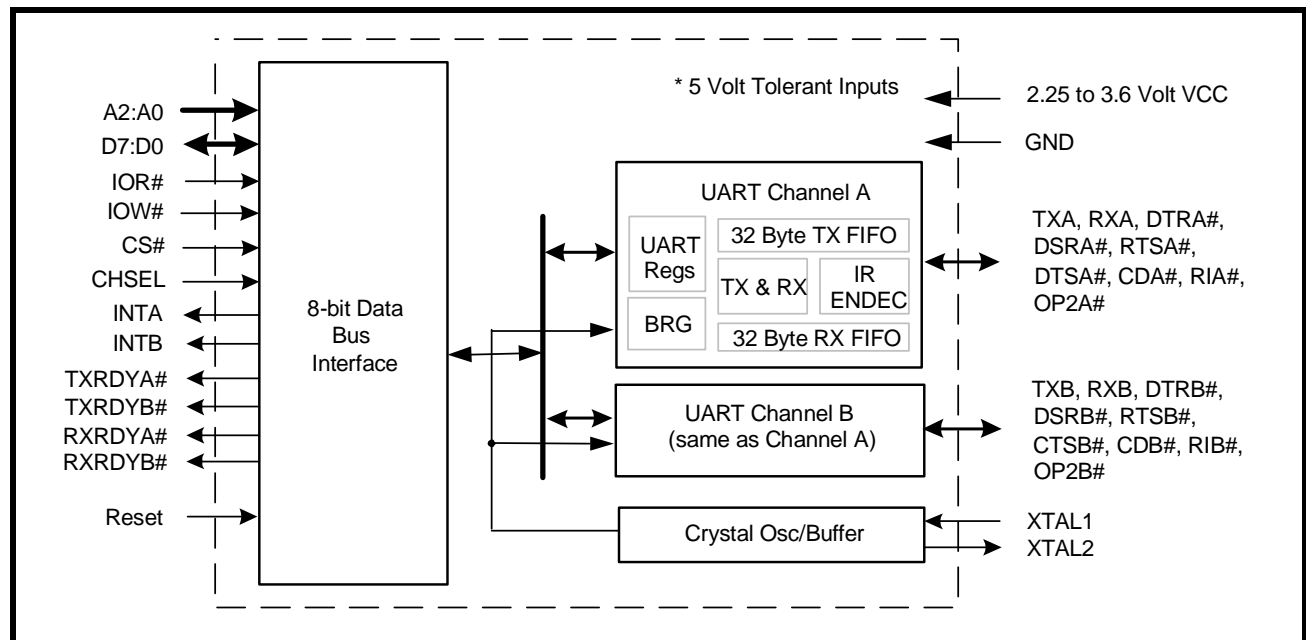 * 5 Volt Tolerant Inputs
2.25 to 3.6 Volt VCC
GND
A2:A0
D7:D0
IOR#
IOW#
CS#
CHSEL
INTA
INTB
TXRDYA#
TXRDYB#
RXRDYA#
RXRDYB#
Reset
8-bit Data
Bus
Interface
UART Channel A
UART
Regs
BRG
32 Byte TX FIFO
TX & RX
IR
ENDEC
32 Byte RX FIFO
TXA, RXA, DTRA#,
DSRA#, RTSA#,
DTSA#, CDA#, RIA#,
OP2A#
UART Channel B
(same as Channel A)
TXB, RXB, DTRB#,
DSRB#, RTSB#,
CTSB#, CDB#, RIB#,
OP2B#
Crystal Osc/Buffer
XTAL1
XTAL2